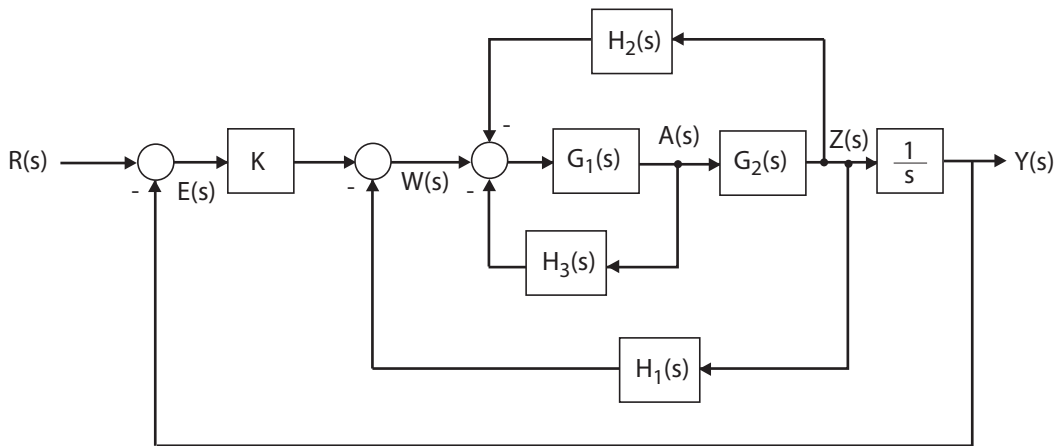 H₂(s)
-
R(s)
K
G₁(s)
A(s)
G₂(s)
Z(s)
1
s
Y(s)
-
E(s)
-
W(s)
-
H₃(s)
H₁(s)